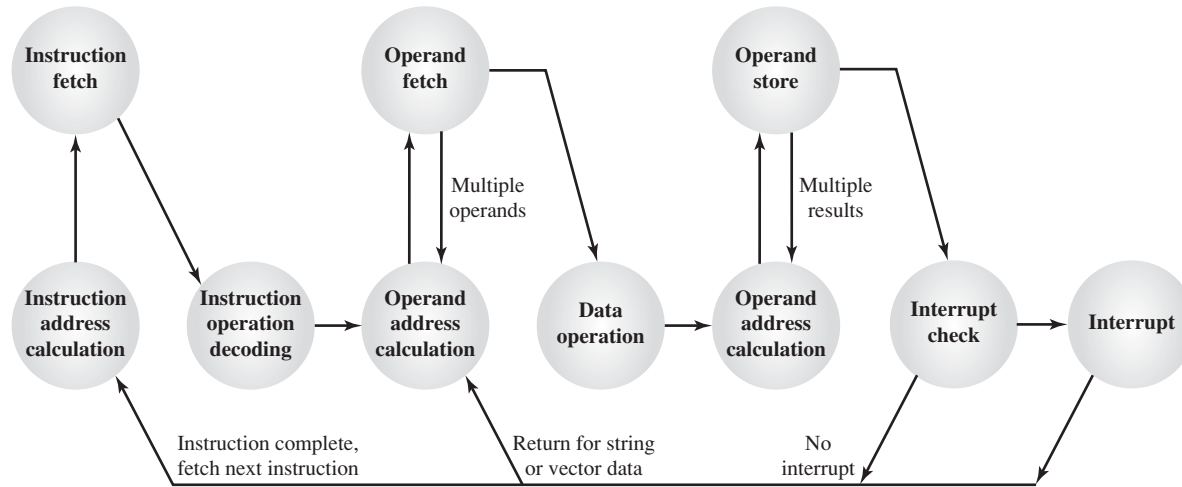 Instruction
fetch
Operand
fetch
Operand
store
Multiple
operands
Multiple
results
Instruction
address
calculation
Instruction
operation
decoding
Operand
address
calculation
Data
operation
Operand
address
calculation
Interrupt
check
Interrupt
Instruction complete,
fetch next instruction
Return for string
or vector data
No
interrupt